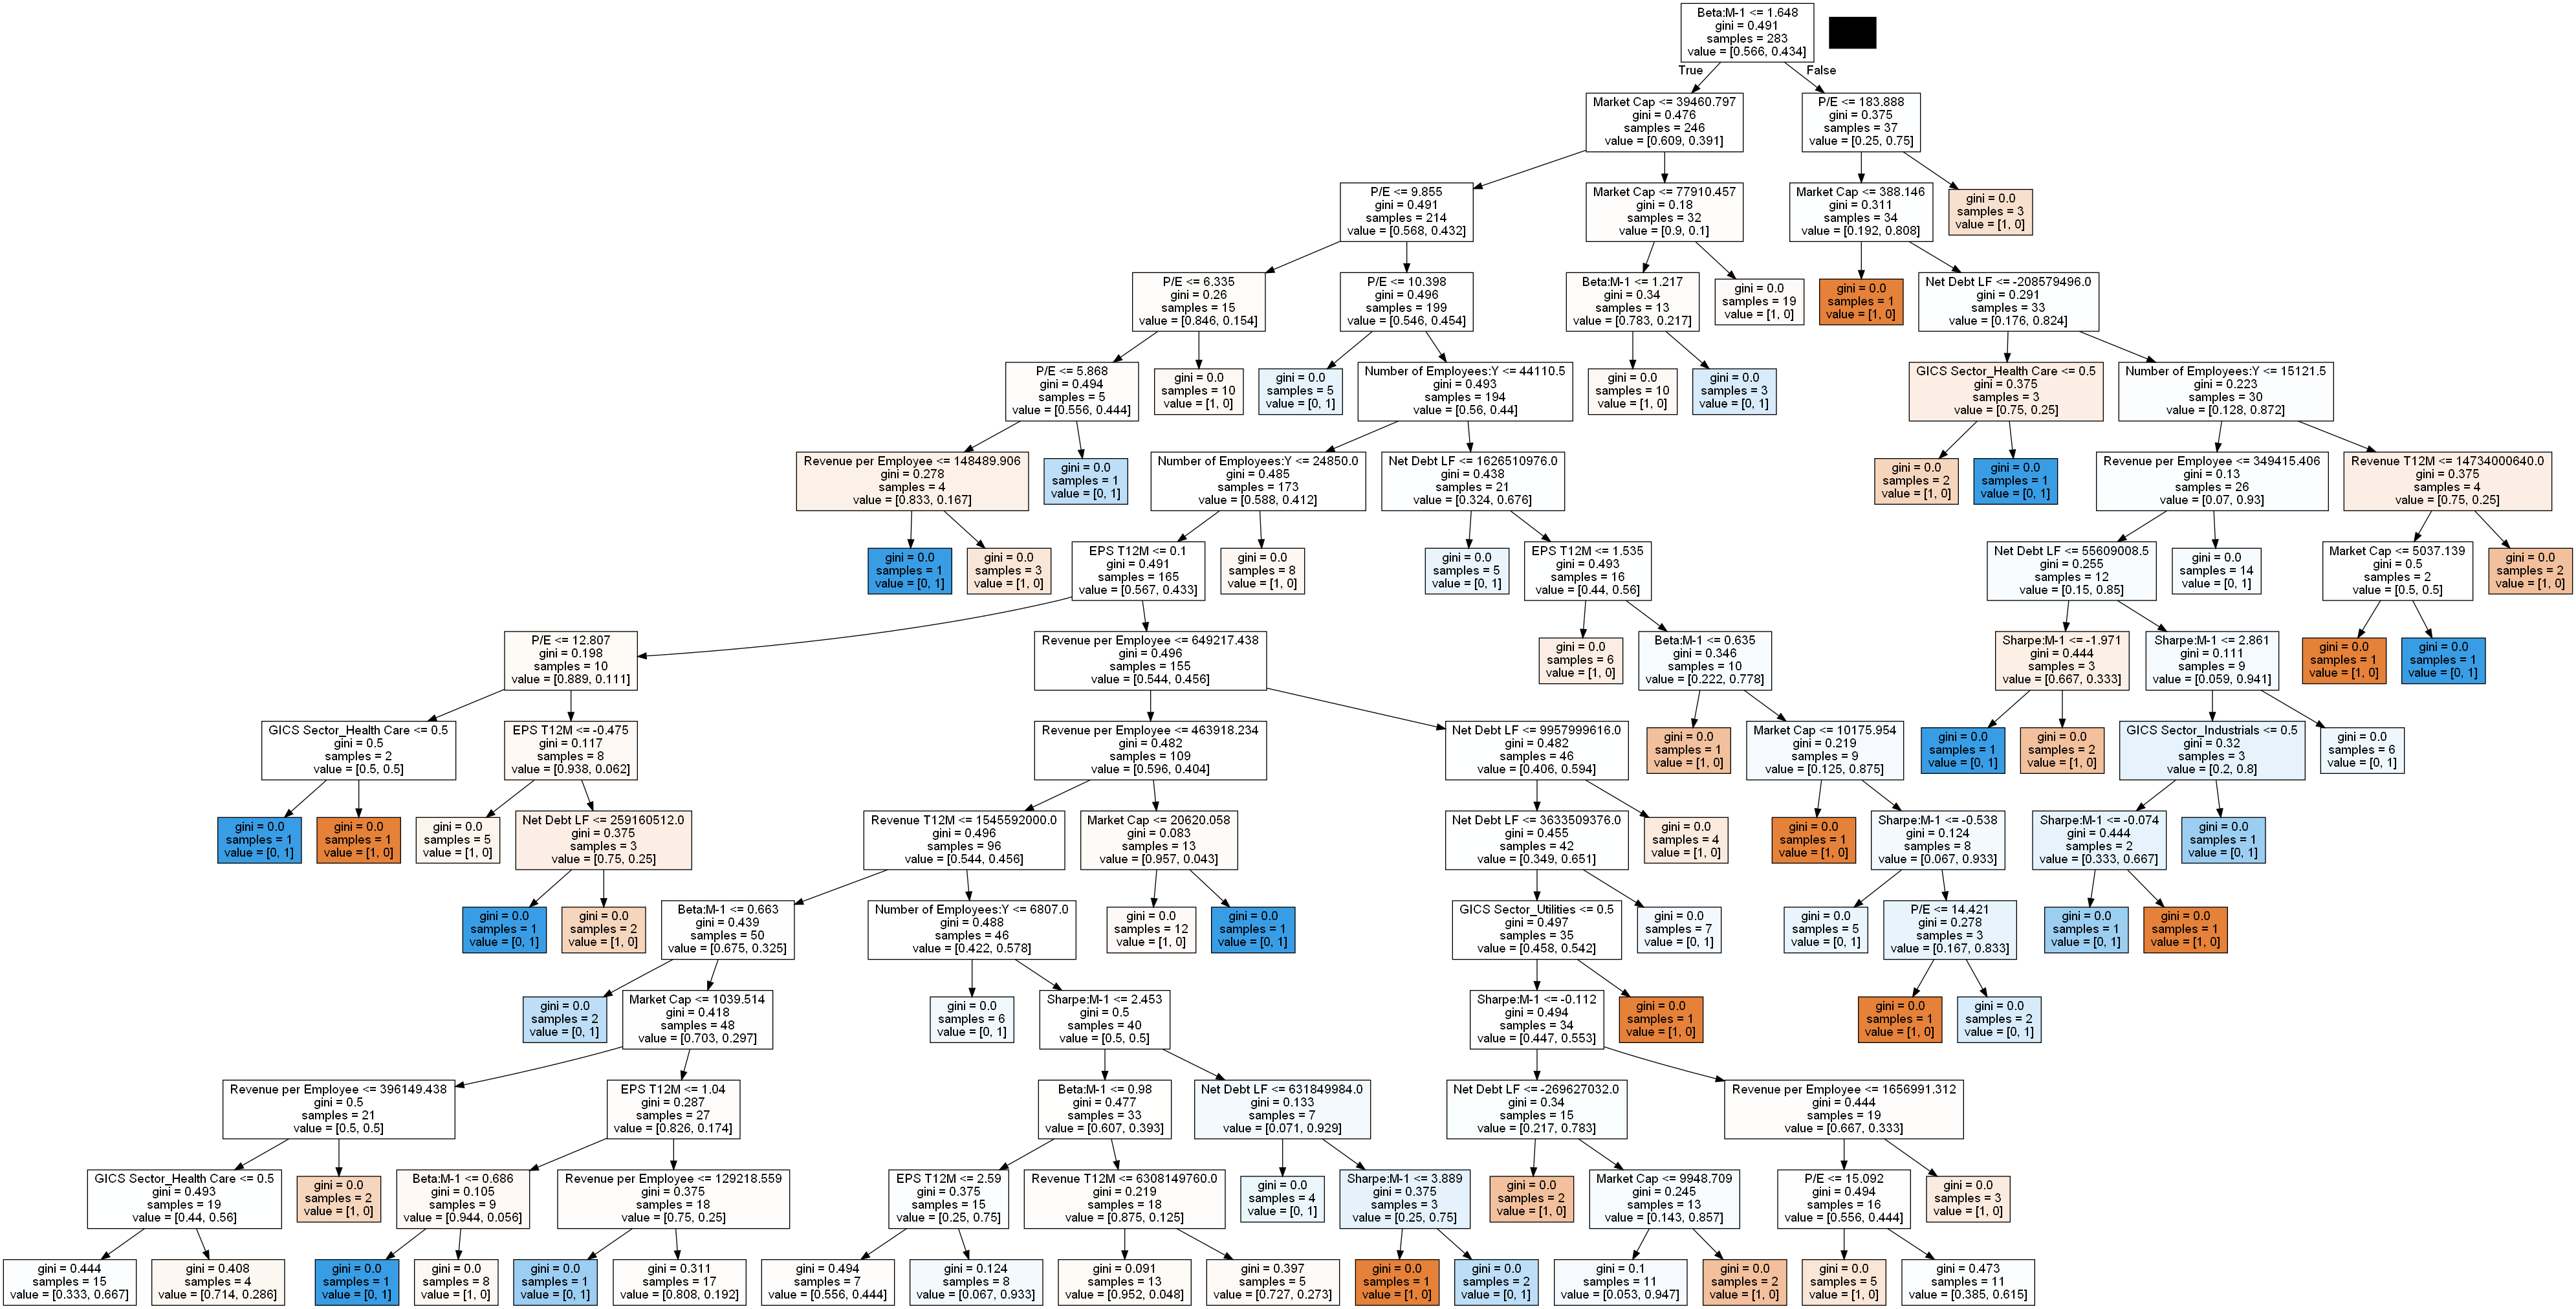 Beta:M-1 <= 1.648
gini = 0.491
samples = 283
value = [0.566, 0.434]
True
False
Market Cap <= 39460.797
gini = 0.476
samples = 246
value = [0.609, 0.391]
P/E <= 183.888
gini = 0.375
samples = 37
value = [0.25, 0.75]
P/E <= 9.855
gini = 0.491
samples = 214
value = [0.568, 0.432]
Market Cap <= 77910.457
gini = 0.18
samples = 32
value = [0.9, 0.1]
Market Cap <= 388.146
gini = 0.311
samples = 34
value = [0.192, 0.808]
gini = 0.0
samples = 3
value = [1, 0]
P/E <= 6.335
gini = 0.26
samples = 15
value = [0.846, 0.154]
P/E <= 10.398
gini = 0.496
samples = 199
value = [0.546, 0.454]
Beta:M-1 <= 1.217
gini = 0.34
samples = 13
value = [0.783, 0.217]
gini = 0.0
samples = 19
value = [1, 0]
gini = 0.0
samples = 1
value = [1, 0]
Net Debt LF <= -208579496.0
gini = 0.291
samples = 33
value = [0.176, 0.824]
P/E <= 5.868
gini = 0.494
samples = 5
value = [0.556, 0.444]
gini = 0.0
samples = 10
value = [1, 0]
gini = 0.0
samples = 5
value = [0, 1]
Number of Employees:Y <= 44110.5
gini = 0.493
samples = 194
value = [0.56, 0.44]
gini = 0.0
samples = 10
value = [1, 0]
gini = 0.0
samples = 3
value = [0, 1]
GICS Sector_Health Care <= 0.5
gini = 0.375
samples = 3
value = [0.75, 0.25]
Number of Employees:Y <= 15121.5
gini = 0.223
samples = 30
value = [0.128, 0.872]
Revenue per Employee <= 148489.906
gini = 0.278
samples = 4
value = [0.833, 0.167]
gini = 0.0
samples = 1
value = [0, 1]
Number of Employees:Y <= 24850.0
gini = 0.485
samples = 173
value = [0.588, 0.412]
Net Debt LF <= 1626510976.0
gini = 0.438
samples = 21
value = [0.324, 0.676]
gini = 0.0
samples = 2
value = [1, 0]
gini = 0.0
samples = 1
value = [0, 1]
Revenue per Employee <= 349415.406
gini = 0.13
samples = 26
value = [0.07, 0.93]
Revenue T12M <= 14734000640.0
gini = 0.375
samples = 4
value = [0.75, 0.25]
gini = 0.0
samples = 1
value = [0, 1]
gini = 0.0
samples = 3
value = [1, 0]
EPS T12M <= 0.1
gini = 0.491
samples = 165
value = [0.567, 0.433]
gini = 0.0
samples = 8
value = [1, 0]
gini = 0.0
samples = 5
value = [0, 1]
EPS T12M <= 1.535
gini = 0.493
samples = 16
value = [0.44, 0.56]
Net Debt LF <= 55609008.5
gini = 0.255
samples = 12
value = [0.15, 0.85]
gini = 0.0
samples = 14
value = [0, 1]
Market Cap <= 5037.139
gini = 0.5
samples = 2
value = [0.5, 0.5]
gini = 0.0
samples = 2
value = [1, 0]
P/E <= 12.807
gini = 0.198
samples = 10
value = [0.889, 0.111]
Revenue per Employee <= 649217.438
gini = 0.496
samples = 155
value = [0.544, 0.456]
gini = 0.0
samples = 6
value = [1, 0]
Beta:M-1 <= 0.635
gini = 0.346
samples = 10
value = [0.222, 0.778]
Sharpe:M-1 <= -1.971
gini = 0.444
samples = 3
value = [0.667, 0.333]
Sharpe:M-1 <= 2.861
gini = 0.111
samples = 9
value = [0.059, 0.941]
gini = 0.0
samples = 1
value = [1, 0]
gini = 0.0
samples = 1
value = [0, 1]
GICS Sector_Health Care <= 0.5
gini = 0.5
samples = 2
value = [0.5, 0.5]
EPS T12M <= -0.475
gini = 0.117
samples = 8
value = [0.938, 0.062]
Revenue per Employee <= 463918.234
gini = 0.482
samples = 109
value = [0.596, 0.404]
Net Debt LF <= 9957999616.0
gini = 0.482
samples = 46
value = [0.406, 0.594]
gini = 0.0
samples = 1
value = [1, 0]
Market Cap <= 10175.954
gini = 0.219
samples = 9
value = [0.125, 0.875]
gini = 0.0
samples = 1
value = [0, 1]
gini = 0.0
samples = 2
value = [1, 0]
GICS Sector_Industrials <= 0.5
gini = 0.32
samples = 3
value = [0.2, 0.8]
gini = 0.0
samples = 6
value = [0, 1]
gini = 0.0
samples = 1
value = [0, 1]
gini = 0.0
samples = 1
value = [1, 0]
gini = 0.0
samples = 5
value = [1, 0]
Net Debt LF <= 259160512.0
gini = 0.375
samples = 3
value = [0.75, 0.25]
Revenue T12M <= 1545592000.0
gini = 0.496
samples = 96
value = [0.544, 0.456]
Market Cap <= 20620.058
gini = 0.083
samples = 13
value = [0.957, 0.043]
Net Debt LF <= 3633509376.0
gini = 0.455
samples = 42
value = [0.349, 0.651]
gini = 0.0
samples = 4
value = [1, 0]
gini = 0.0
samples = 1
value = [1, 0]
Sharpe:M-1 <= -0.538
gini = 0.124
samples = 8
value = [0.067, 0.933]
Sharpe:M-1 <= -0.074
gini = 0.444
samples = 2
value = [0.333, 0.667]
gini = 0.0
samples = 1
value = [0, 1]
gini = 0.0
samples = 1
value = [0, 1]
gini = 0.0
samples = 2
value = [1, 0]
Beta:M-1 <= 0.663
gini = 0.439
samples = 50
value = [0.675, 0.325]
Number of Employees:Y <= 6807.0
gini = 0.488
samples = 46
value = [0.422, 0.578]
gini = 0.0
samples = 12
value = [1, 0]
gini = 0.0
samples = 1
value = [0, 1]
GICS Sector_Utilities <= 0.5
gini = 0.497
samples = 35
value = [0.458, 0.542]
gini = 0.0
samples = 7
value = [0, 1]
gini = 0.0
samples = 5
value = [0, 1]
P/E <= 14.421
gini = 0.278
samples = 3
value = [0.167, 0.833]
gini = 0.0
samples = 1
value = [0, 1]
gini = 0.0
samples = 1
value = [1, 0]
gini = 0.0
samples = 2
value = [0, 1]
Market Cap <= 1039.514
gini = 0.418
samples = 48
value = [0.703, 0.297]
gini = 0.0
samples = 6
value = [0, 1]
Sharpe:M-1 <= 2.453
gini = 0.5
samples = 40
value = [0.5, 0.5]
Sharpe:M-1 <= -0.112
gini = 0.494
samples = 34
value = [0.447, 0.553]
gini = 0.0
samples = 1
value = [1, 0]
gini = 0.0
samples = 1
value = [1, 0]
gini = 0.0
samples = 2
value = [0, 1]
Revenue per Employee <= 396149.438
gini = 0.5
samples = 21
value = [0.5, 0.5]
EPS T12M <= 1.04
gini = 0.287
samples = 27
value = [0.826, 0.174]
Beta:M-1 <= 0.98
gini = 0.477
samples = 33
value = [0.607, 0.393]
Net Debt LF <= 631849984.0
gini = 0.133
samples = 7
value = [0.071, 0.929]
Net Debt LF <= -269627032.0
gini = 0.34
samples = 15
value = [0.217, 0.783]
Revenue per Employee <= 1656991.312
gini = 0.444
samples = 19
value = [0.667, 0.333]
GICS Sector_Health Care <= 0.5
gini = 0.493
samples = 19
value = [0.44, 0.56]
gini = 0.0
samples = 2
value = [1, 0]
Beta:M-1 <= 0.686
gini = 0.105
samples = 9
value = [0.944, 0.056]
Revenue per Employee <= 129218.559
gini = 0.375
samples = 18
value = [0.75, 0.25]
EPS T12M <= 2.59
gini = 0.375
samples = 15
value = [0.25, 0.75]
Revenue T12M <= 6308149760.0
gini = 0.219
samples = 18
value = [0.875, 0.125]
gini = 0.0
samples = 4
value = [0, 1]
Sharpe:M-1 <= 3.889
gini = 0.375
samples = 3
value = [0.25, 0.75]
gini = 0.0
samples = 2
value = [1, 0]
Market Cap <= 9948.709
gini = 0.245
samples = 13
value = [0.143, 0.857]
P/E <= 15.092
gini = 0.494
samples = 16
value = [0.556, 0.444]
gini = 0.0
samples = 3
value = [1, 0]
gini = 0.444
samples = 15
value = [0.333, 0.667]
gini = 0.408
samples = 4
value = [0.714, 0.286]
gini = 0.0
samples = 1
value = [0, 1]
gini = 0.0
samples = 8
value = [1, 0]
gini = 0.0
samples = 1
value = [0, 1]
gini = 0.311
samples = 17
value = [0.808, 0.192]
gini = 0.494
samples = 7
value = [0.556, 0.444]
gini = 0.124
samples = 8
value = [0.067, 0.933]
gini = 0.091
samples = 13
value = [0.952, 0.048]
gini = 0.397
samples = 5
value = [0.727, 0.273]
gini = 0.0
samples = 1
value = [1, 0]
gini = 0.0
samples = 2
value = [0, 1]
gini = 0.1
samples = 11
value = [0.053, 0.947]
gini = 0.0
samples = 2
value = [1, 0]
gini = 0.0
samples = 5
value = [1, 0]
gini = 0.473
samples = 11
value = [0.385, 0.615]